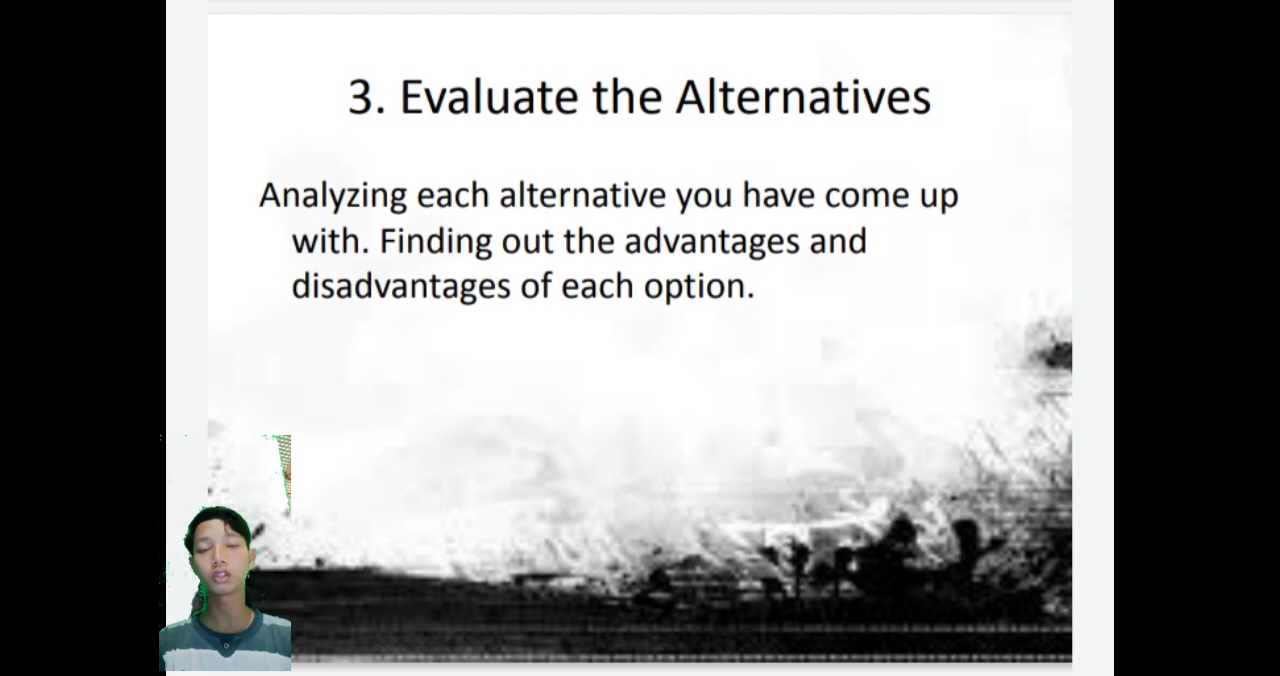 3. Evaluate the Alternatives
Analyzing each alternative you have come up
with. Finding out the advantages and
disadvantages of each option.